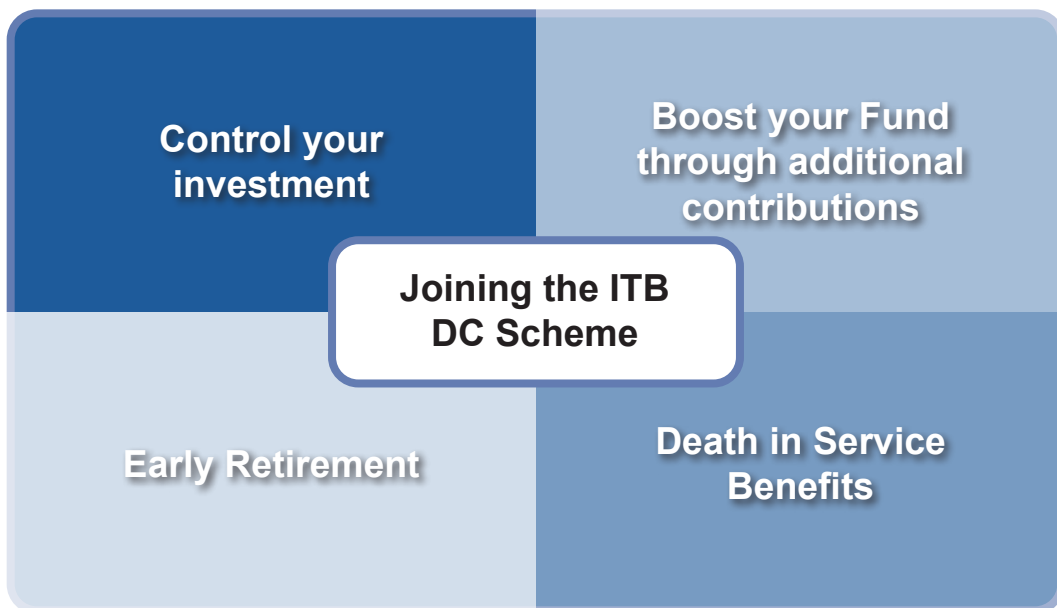 Control your
investment
Boost your Fund
through additional
contributions
Joining the ITB
DC Scheme
Early Retirement
Death in Service
Benefits